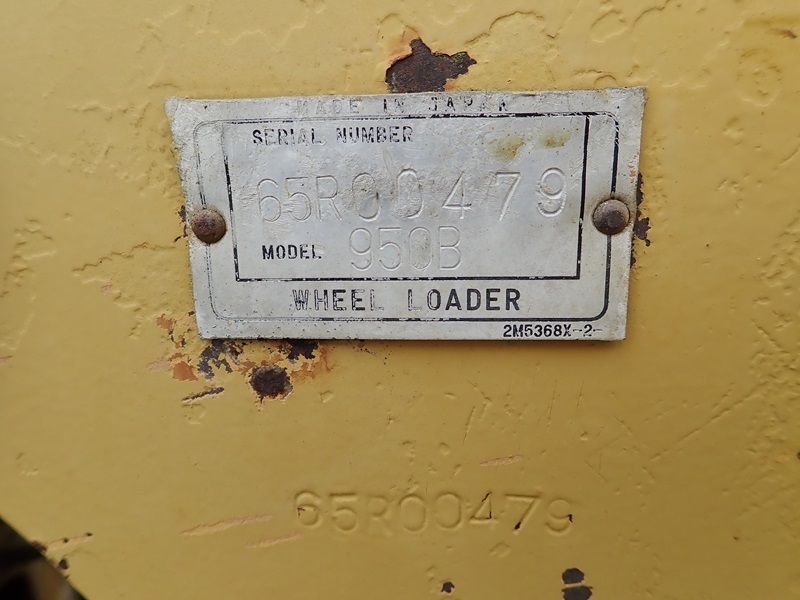 MADE IN JAPAN
SERIAL NUMBER
65R00479
MODEL 950B
WHEEL LOADER
2M5368X-2-
65R00479